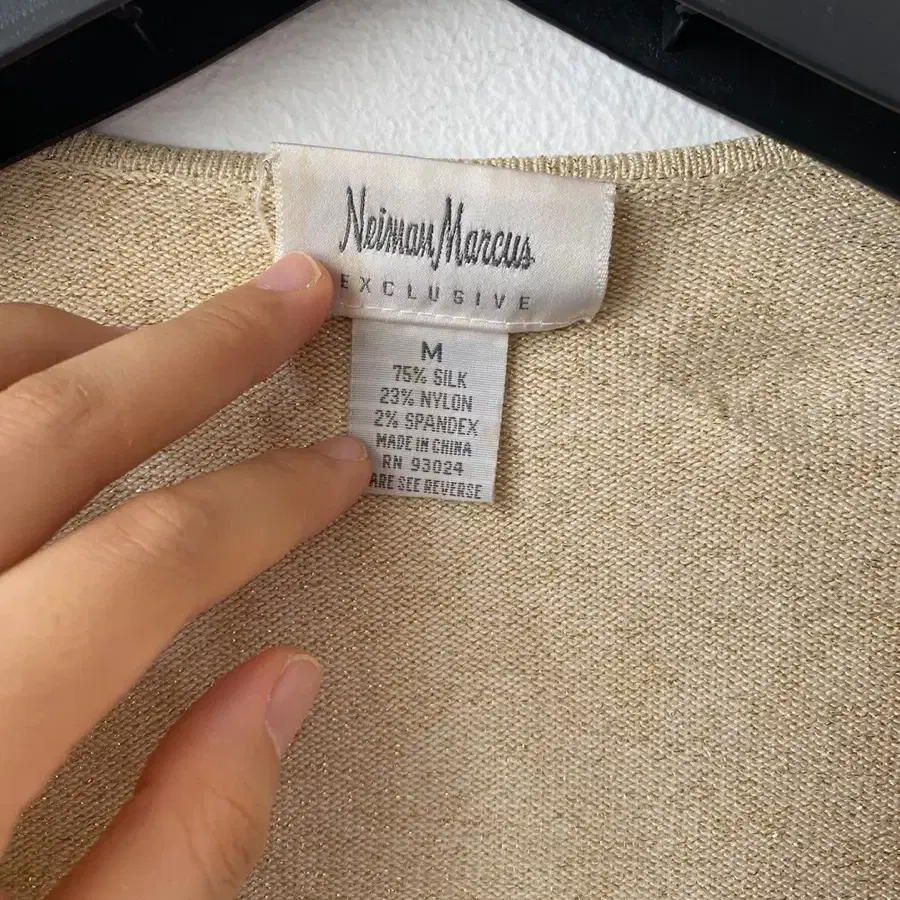 Neiman Marcus
EXCLUSIVE
M
75% SILK
23% NYLON
2% SPANDEX
MADE IN CHINA
RN 93024
ARE SEE REVERSE